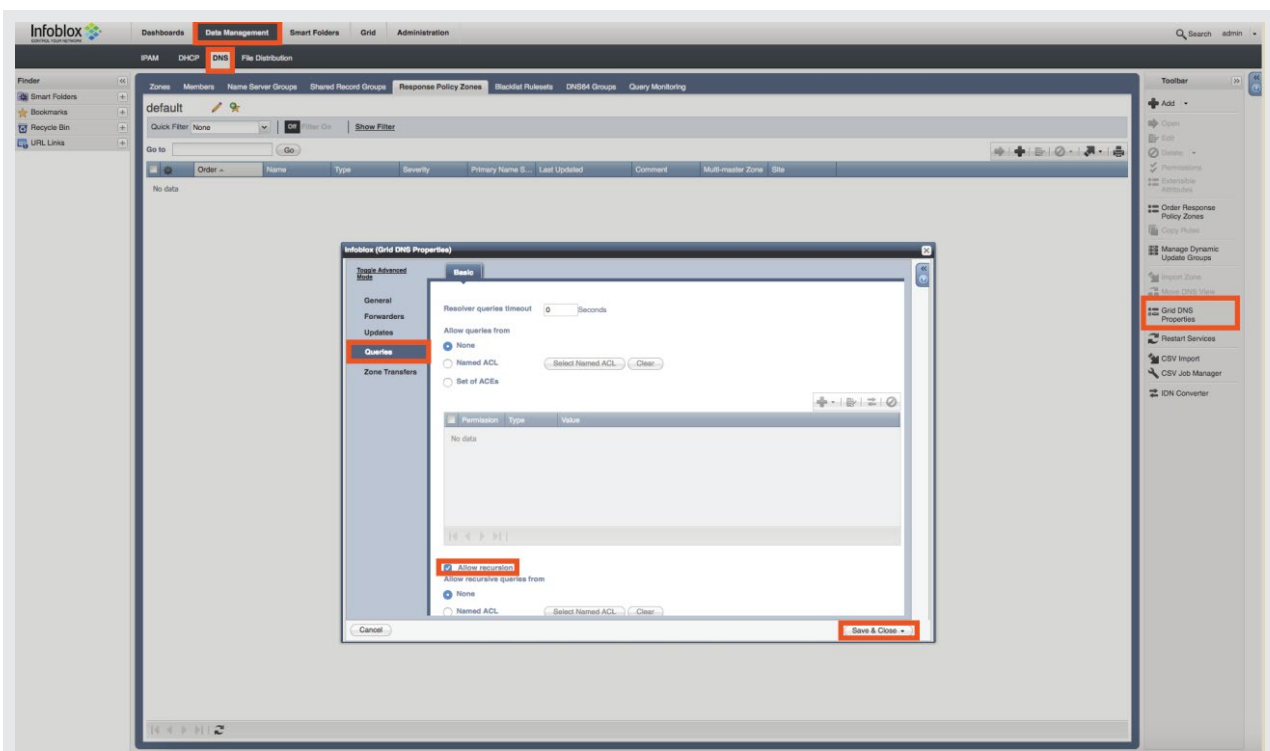 Infoblox
CONTROL YOUR NETWORK
Dashboards Data Management Smart Folders Grid Administration
Search admin
IPAM DHCP DNS File Distribution
Finder
Smart Folders
Bookmarks
Recycle Bin
URL Links
Zones Members Name Server Groups Shared Record Groups Response Policy Zones Blacklist Rulesets DNS64 Groups Query Monitoring
default
Quick Filter None Off Filter On Show Filter
Go to Go
Order Name Type Severity Primary Name S... Last Updated Comment Multi-master Zone Site
No data
Infoblox (Grid DNS Properties)
Toggle Advanced
Mode
Basic
General
Forwarders
Updates
Queries
Zone Transfers
Resolver queries timeout 0 Seconds
Allow queries from
None
Named ACL Select Named ACL Clear
Set of ACEs
Permission Type Value
No data
Allow recursion
Allow recursive queries from
None
Named ACL Select Named ACL Clear
Cancel Save & Close
Toolbar
Add
Open
Edit
Delete
Permissions
Extensible
Attributes
Order Response
Policy Zones
Copy Rules
Manage Dynamic
Update Groups
Import Zone
Move DNS View
Grid DNS
Properties
Restart Services
CSV Import
CSV Job Manager
IDN Converter